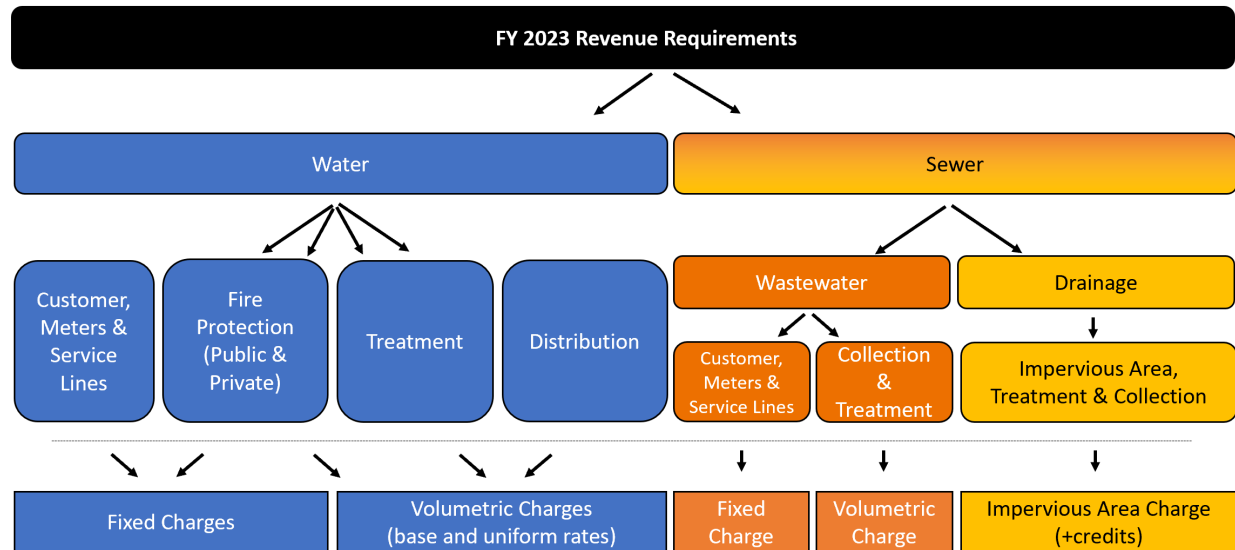 FY 2023 Revenue Requirements
Water
Sewer
Customer,
Meters &
Service
Lines
Fire
Protection
(Public &
Private)
Treatment
Distribution
Wastewater
Drainage
Customer,
Meters &
Service Lines
Collection
&
Treatment
Impervious Area,
Treatment & Collection
Fixed Charges
Volumetric Charges
(base and uniform rates)
Fixed
Charge
Volumetric
Charge
Impervious Area Charge
(+credits)